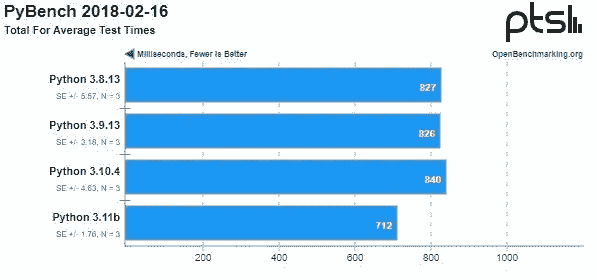 PyBench 2018-02-16
Total For Average Test Times
ptsl
Milliseconds, Fewer Is Better
OpenBenchmarking.org
Python 3.8.13
SE +/- 5.57, N = 3
827
Python 3.9.13
SE +/- 3.18, N = 3
826
Python 3.10.4
SE +/- 4.63, N = 3
840
Python 3.11b
SE +/- 1.76, N = 3
712
200 400 600 800 1000